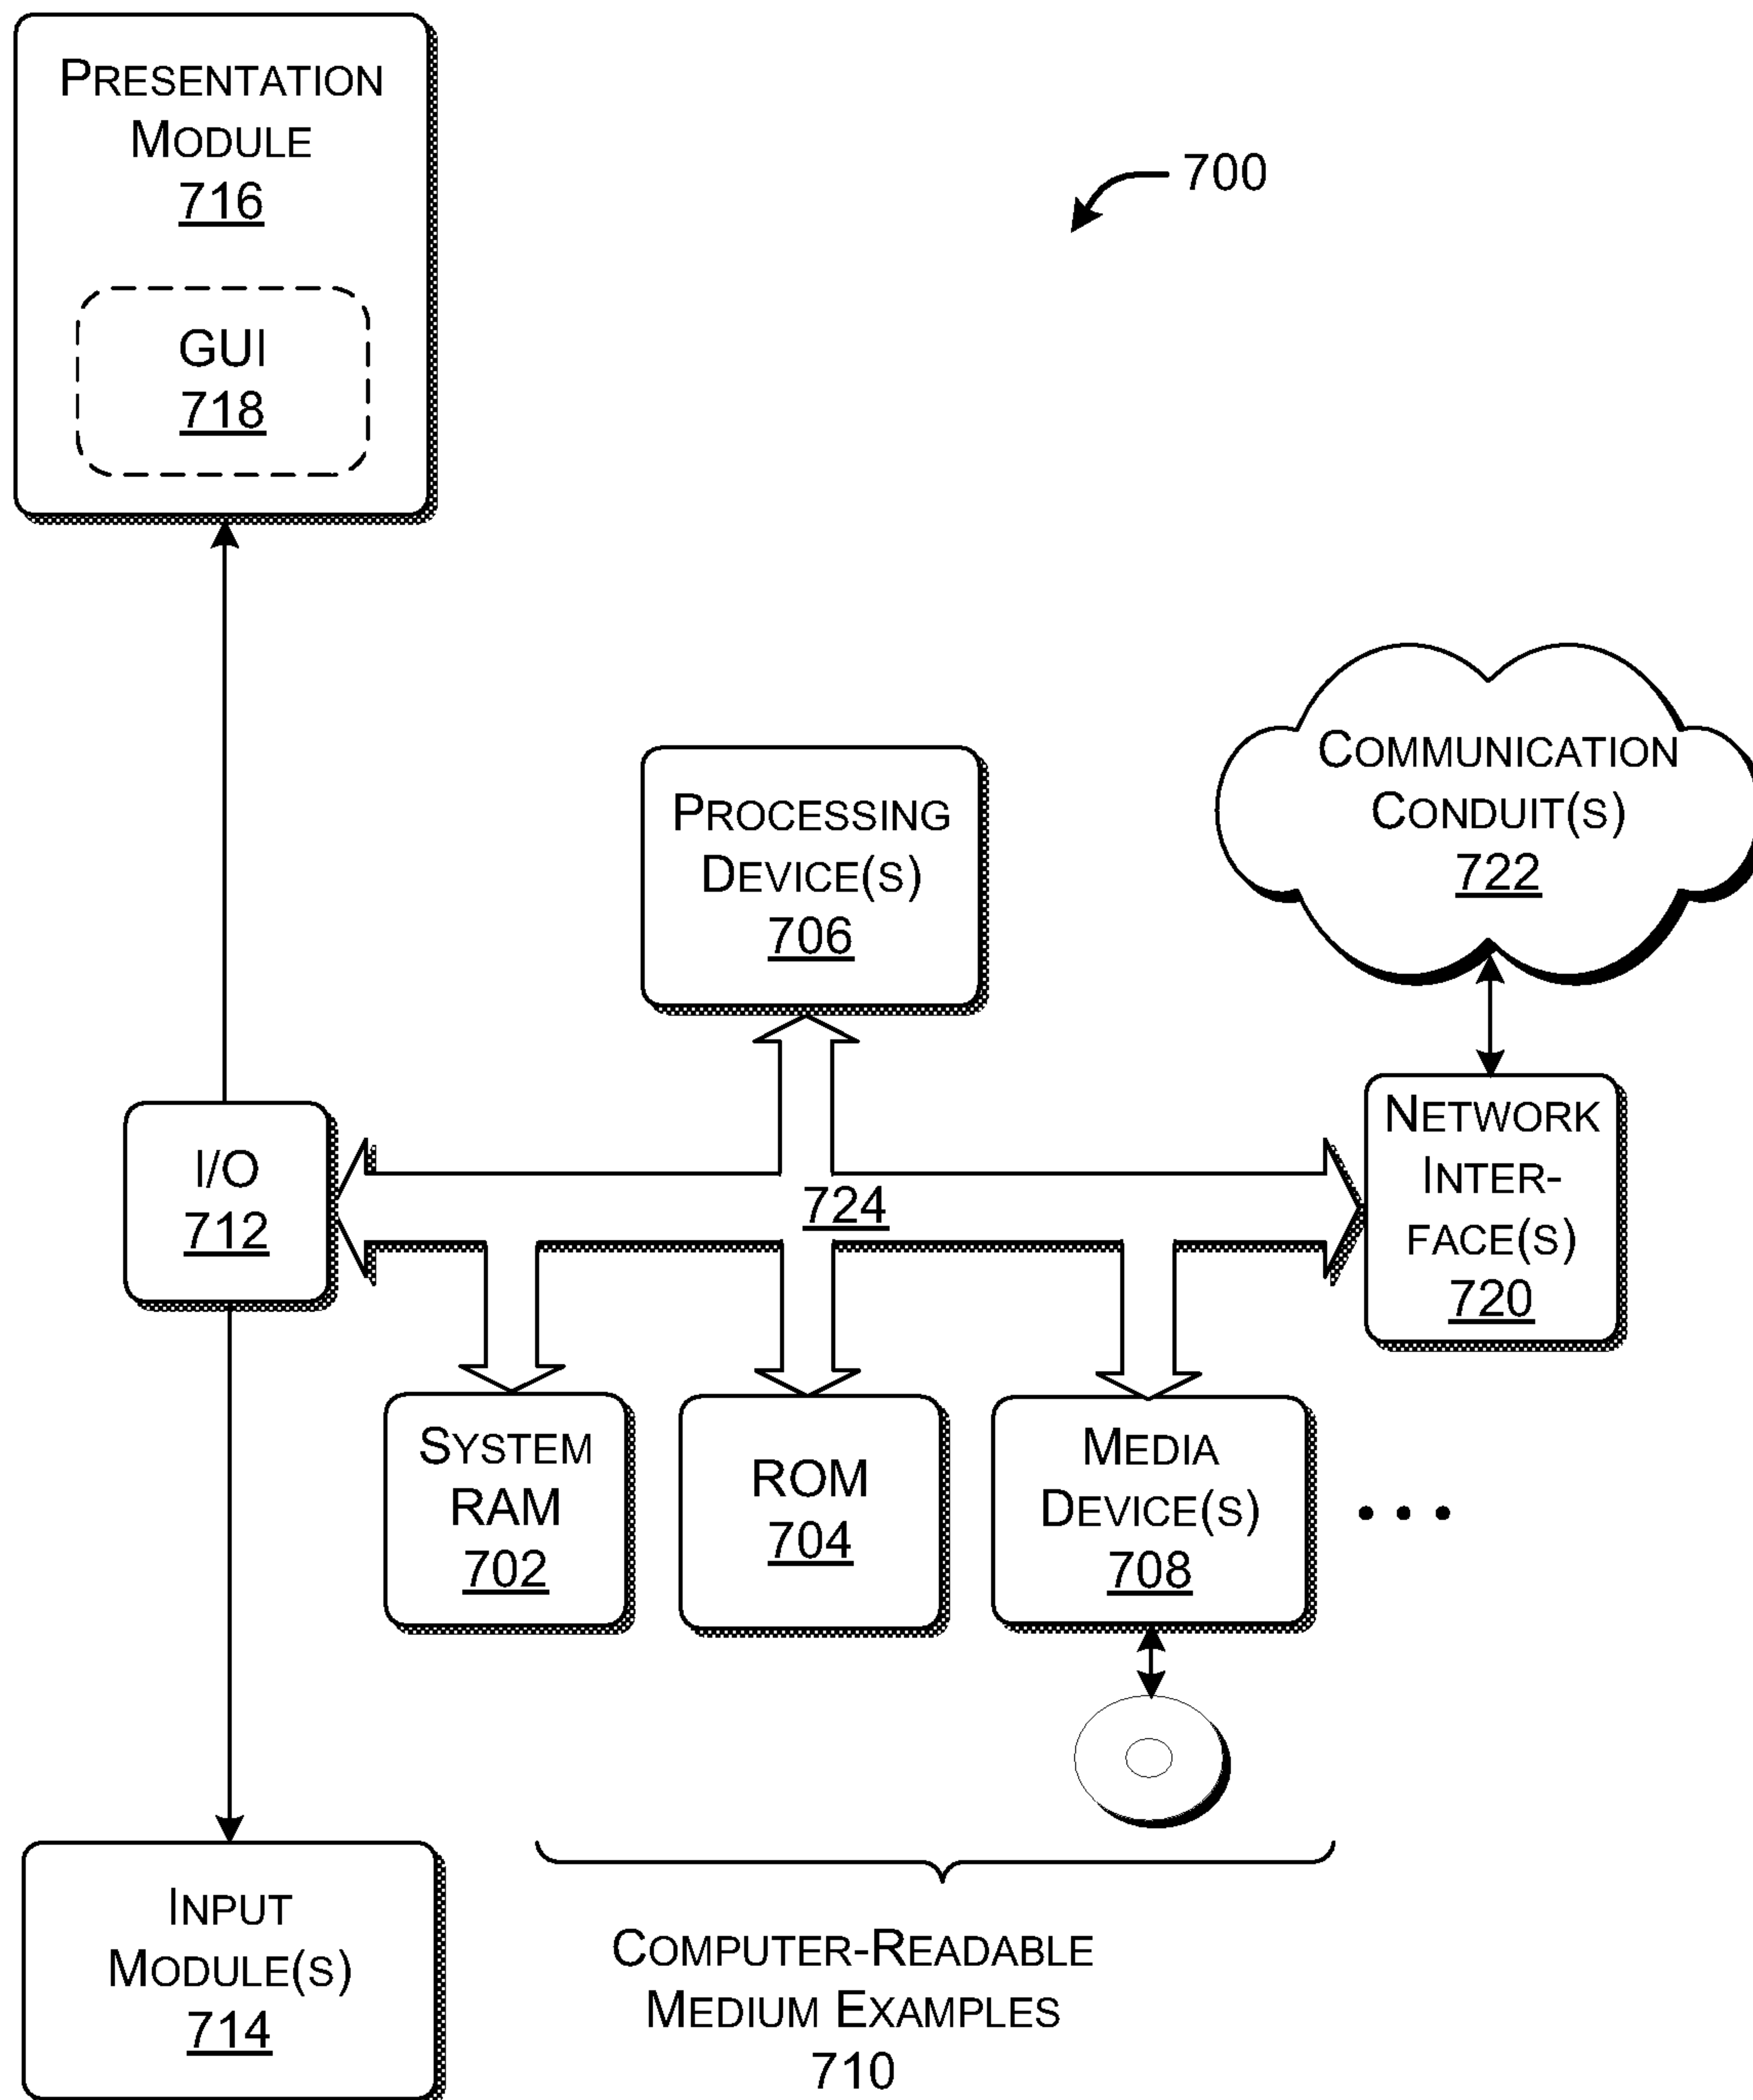 PRESENTATION
MODULE
716
GUI
718
700
COMMUNICATION
CONDUIT(S)
722
PROCESSING
DEVICE(S)
706
I/O
712
724
NETWORK
INTER-
FACE(S)
720
SYSTEM
RAM
702
ROM
704
MEDIA
DEVICE(S)
708
INPUT
MODULE(S)
714
COMPUTER-READABLE
MEDIUM EXAMPLES
710